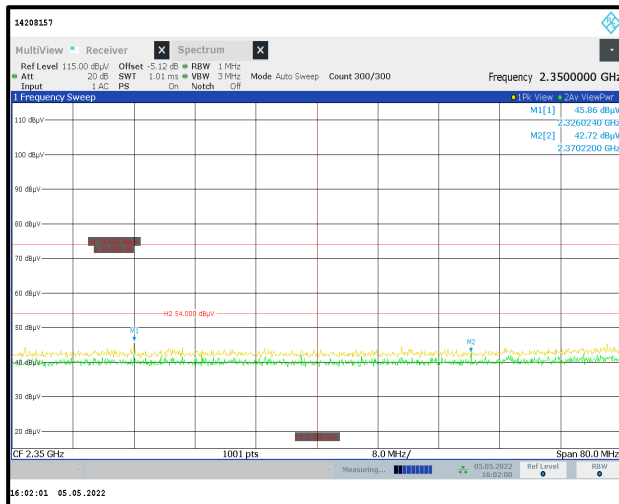 14208157
MultiView Receiver X Spectrum X
Ref Level 115.00 dBµV Offset -5.12 dB RBW 1 MHz
Att 20 dB SWT 1.01 ms VBW 3 MHz Mode Auto Sweep Count 300/300 Frequency 2.3500000 GHz
Input 1 AC PS On Notch Off
1 Frequency Sweep 1Pk View 2Av ViewPwr
M1[1] 45.86 dBµV
2.3260240 GHz
M2[2] 42.72 dBµV
2.3702200 GHz
110 dBµV
100 dBµV
90 dBµV
80 dBµV
70 dBµV
60 dBµV
H2 54.000 dBµV
50 dBµV
M1
M2
40 dBµV
30 dBµV
20 dBµV
CF 2.35 GHz 1001 pts 8.0 MHz/ Span 80.0 MHz
Measuring... 05.05.2022 Ref Level RBW
16:02:00
16:02:01 05.05.2022